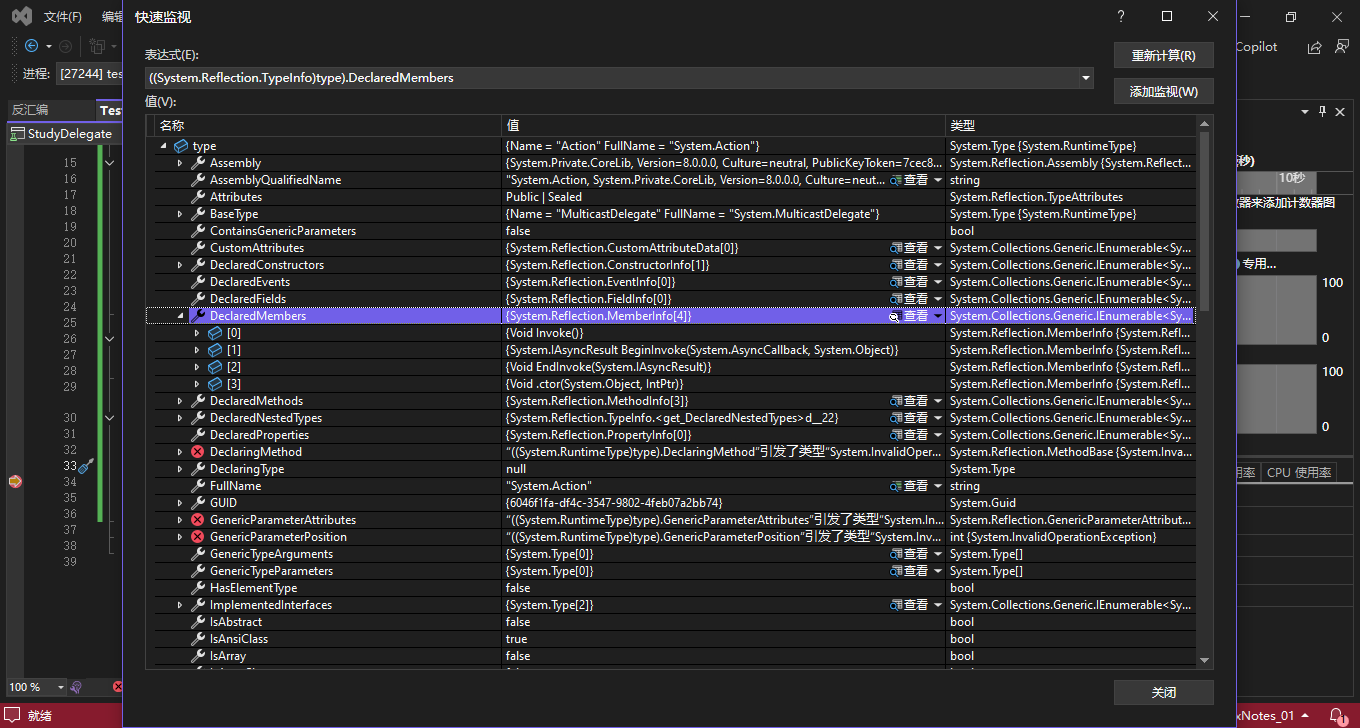 文件(F) 编辑
快速监视
Copilot
进程: [27244] tes
表达式(E):
重新计算(R)
((System.Reflection.TypeInfo)type).DeclaredMembers
添加监视(W)
值(V):
反汇编 Tes
StudyDelegate
名称 值 类型
type {Name = "Action" FullName = "System.Action"} System.Type {System.RuntimeType}
Assembly {System.Private.CoreLib, Version=8.0.0.0, Culture=neutral, PublicKeyToken=7cec8... System.Reflection.Assembly {System.Reflect...
AssemblyQualifiedName "System.Action, System.Private.CoreLib, Version=8.0.0.0, Culture=neut... 查看 string
Attributes Public | Sealed System.Reflection.TypeAttributes
BaseType {Name = "MulticastDelegate" FullName = "System.MulticastDelegate"} System.Type {System.RuntimeType}
ContainsGenericParameters false bool
CustomAttributes {System.Reflection.CustomAttributeData[0]} 查看 System.Collections.Generic.IEnumerable<Sy...
DeclaredConstructors {System.Reflection.ConstructorInfo[1]} 查看 System.Collections.Generic.IEnumerable<Sy...
DeclaredEvents {System.Reflection.EventInfo[0]} 查看 System.Collections.Generic.IEnumerable<Sy...
DeclaredFields {System.Reflection.FieldInfo[0]} 查看 System.Collections.Generic.IEnumerable<Sy...
DeclaredMembers {System.Reflection.MemberInfo[4]} 查看 System.Collections.Generic.IEnumerable<Sy...
[0] {Void Invoke()} System.Reflection.MemberInfo {System.Refl...
[1] {System.IAsyncResult BeginInvoke(System.AsyncCallback, System.Object)} System.Reflection.MemberInfo {System.Refl...
[2] {Void EndInvoke(System.IAsyncResult)} System.Reflection.MemberInfo {System.Refl...
[3] {Void .ctor(System.Object, IntPtr)} System.Reflection.MemberInfo {System.Refl...
DeclaredMethods {System.Reflection.MethodInfo[3]} 查看 System.Collections.Generic.IEnumerable<Sy...
DeclaredNestedTypes {System.Reflection.TypeInfo.<get_DeclaredNestedTypes>d__22} 查看 System.Collections.Generic.IEnumerable<Sy...
DeclaredProperties {System.Reflection.PropertyInfo[0]} 查看 System.Collections.Generic.IEnumerable<Sy...
DeclaringMethod "((System.RuntimeType)type).DeclaringMethod"引发了类型"System.InvalidOper... System.Reflection.MethodBase {System.Inva...
DeclaringType null System.Type
FullName "System.Action" 查看 string
GUID {6046f1fa-df4c-3547-9802-4feb07a2bb74} System.Guid
GenericParameterAttributes "((System.RuntimeType)type).GenericParameterAttributes"引发了类型"System.In... System.Reflection.GenericParameterAttribut...
GenericParameterPosition "((System.RuntimeType)type).GenericParameterPosition"引发了类型"System.Inv... int {System.InvalidOperationException}
GenericTypeArguments {System.Type[0]} 查看 System.Type[]
GenericTypeParameters {System.Type[0]} 查看 System.Type[]
HasElementType false bool
ImplementedInterfaces {System.Type[2]} 查看 System.Collections.Generic.IEnumerable<Sy...
IsAbstract false bool
IsAnsiClass true bool
IsArray false bool
15
16
17
18
19
20
21
22
23
24
25
26
27
28
29
30
31
32
33
34
35
36
37
38
39
秒)
10秒
器来添加计数器图
专用...
100
0
100
0
用率 CPU 使用率
关闭
100 %
就绪
xNotes_01
1